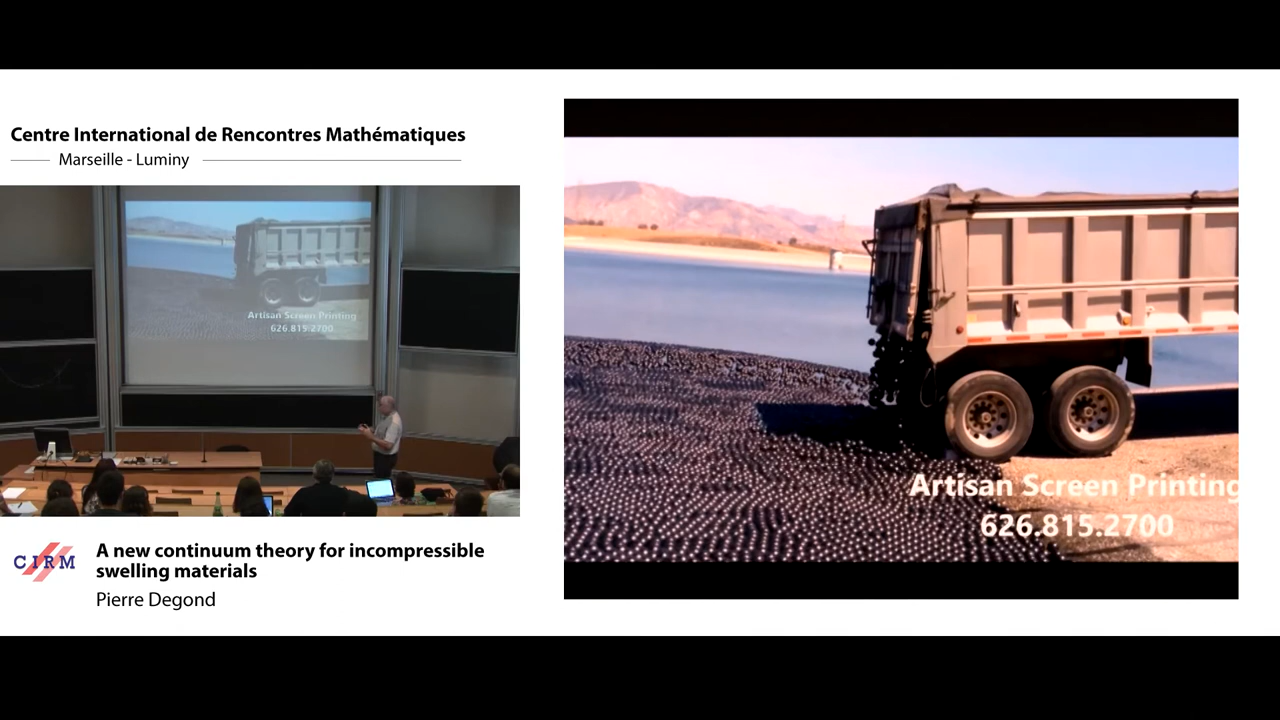 Centre International de Rencontres Mathématiques
Marseille - Luminy
Artisan Screen Printing
626.815.2700
Artisan Screen Printing
626.815.2700
CIRM
A new continuum theory for incompressible
swelling materials
Pierre Degond